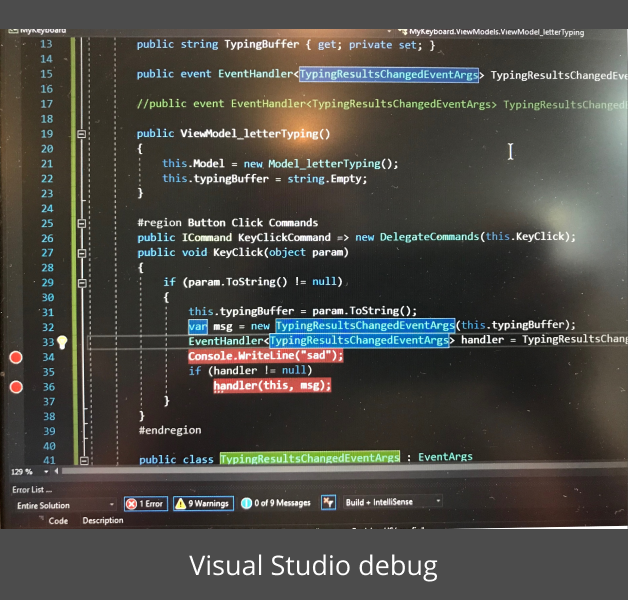 MyKeyboard
MyKeyboard.ViewModels.ViewModel_letterTyping
13 public string TypingBuffer { get; private set; }
14
15 public event EventHandler<TypingResultsChangedEventArgs> TypingResultsChangedEve
16
17 //public event EventHandler<TypingResultsChangedEventArgs> TypingResultsChanged
18
19 public ViewModel_letterTyping()
20 {
21 this.Model = new Model_letterTyping();
22 this.typingBuffer = string.Empty;
23 }
24
25 #region Button Click Commands
26 public ICommand KeyClickCommand => new DelegateCommands(this.KeyClick);
27 public void KeyClick(object param)
28 {
29 if (param.ToString() != null)
30 {
31 this.typingBuffer = param.ToString();
32 var msg = new TypingResultsChangedEventArgs(this.typingBuffer);
33 EventHandler<TypingResultsChangedEventArgs> handler = TypingResultsChang
34 Console.WriteLine("sad");
35 if (handler != null)
36 handler(this, msg);
37 }
38 }
39 #endregion
40
41 public class TypingResultsChangedEventArgs : EventArgs
129 %
Error List ...
Entire Solution 1 Error 9 Warnings 0 of 9 Messages Build + IntelliSense
Code Description
Visual Studio debug